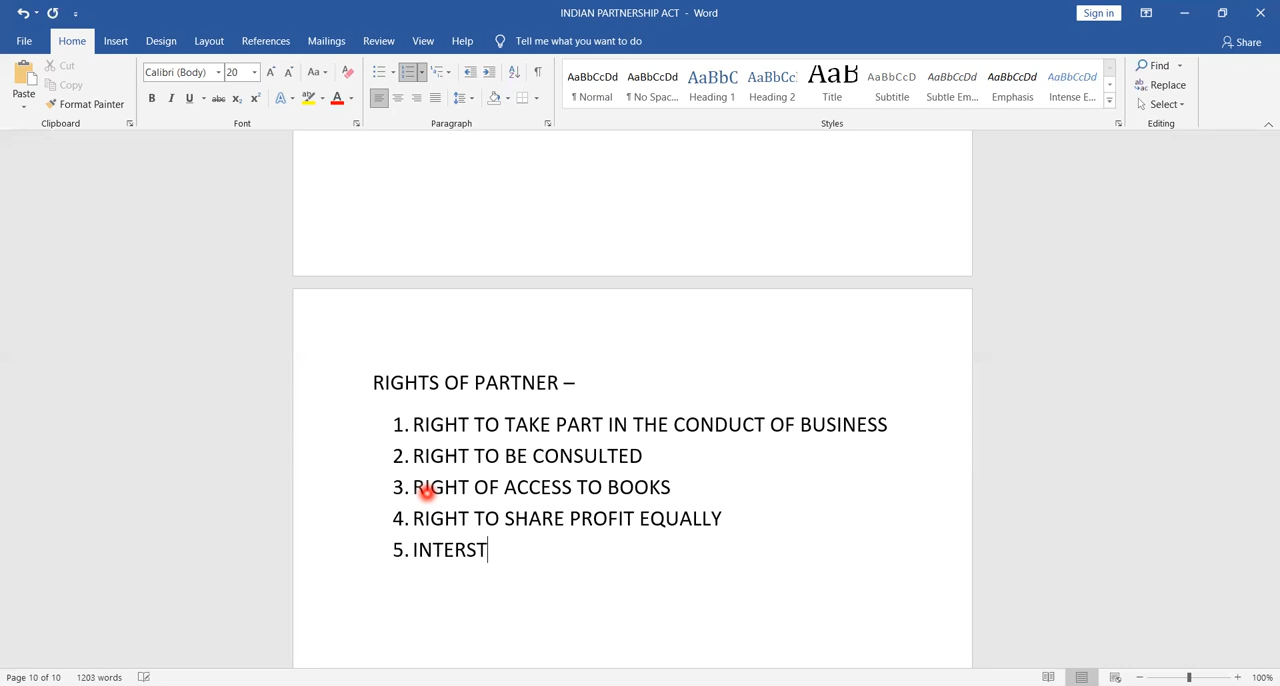 INDIAN PARTNERSHIP ACT - Word
Sign in
File Home Insert Design Layout References Mailings Review View Help Tell me what you want to do Share
Paste Cut Copy Format Painter Clipboard
Calibri (Body) 20 Aa B I U abc X₂ X² A A Font
Paragraph
AaBbCcDd AaBbCcDd AaBbC AaBbCc AaB AaBbCcD AaBbCcDd AaBbCcDd AaBbCcDd
¶ Normal ¶ No Spac... Heading 1 Heading 2 Title Subtitle Subtle Em... Emphasis Intense E...
Styles
Find
Replace
Select
Editing
RIGHTS OF PARTNER –
1. RIGHT TO TAKE PART IN THE CONDUCT OF BUSINESS
2. RIGHT TO BE CONSULTED
3. RIGHT OF ACCESS TO BOOKS
4. RIGHT TO SHARE PROFIT EQUALLY
5. INTERST
Page 10 of 10 1203 words 100%